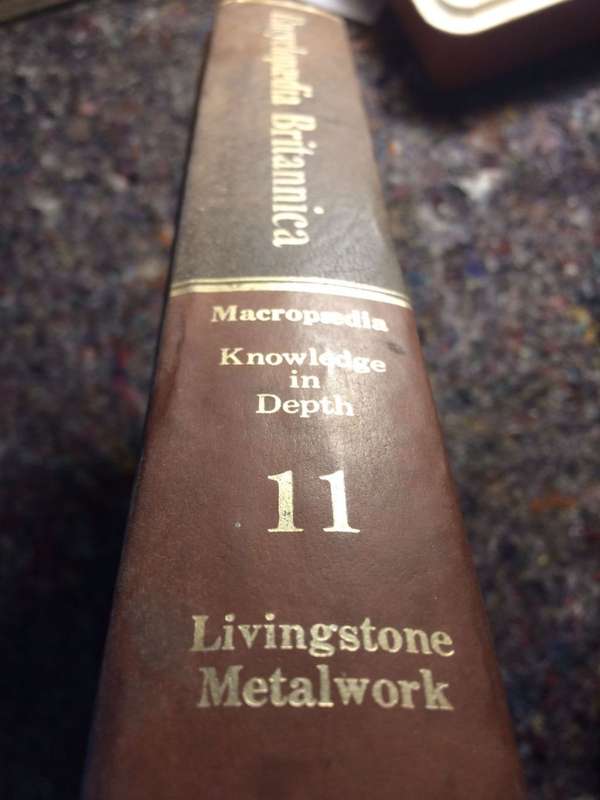 Encyclopædia Britannica
Macropædia
Knowledge
in
Depth
11
Livingstone
Metalwork